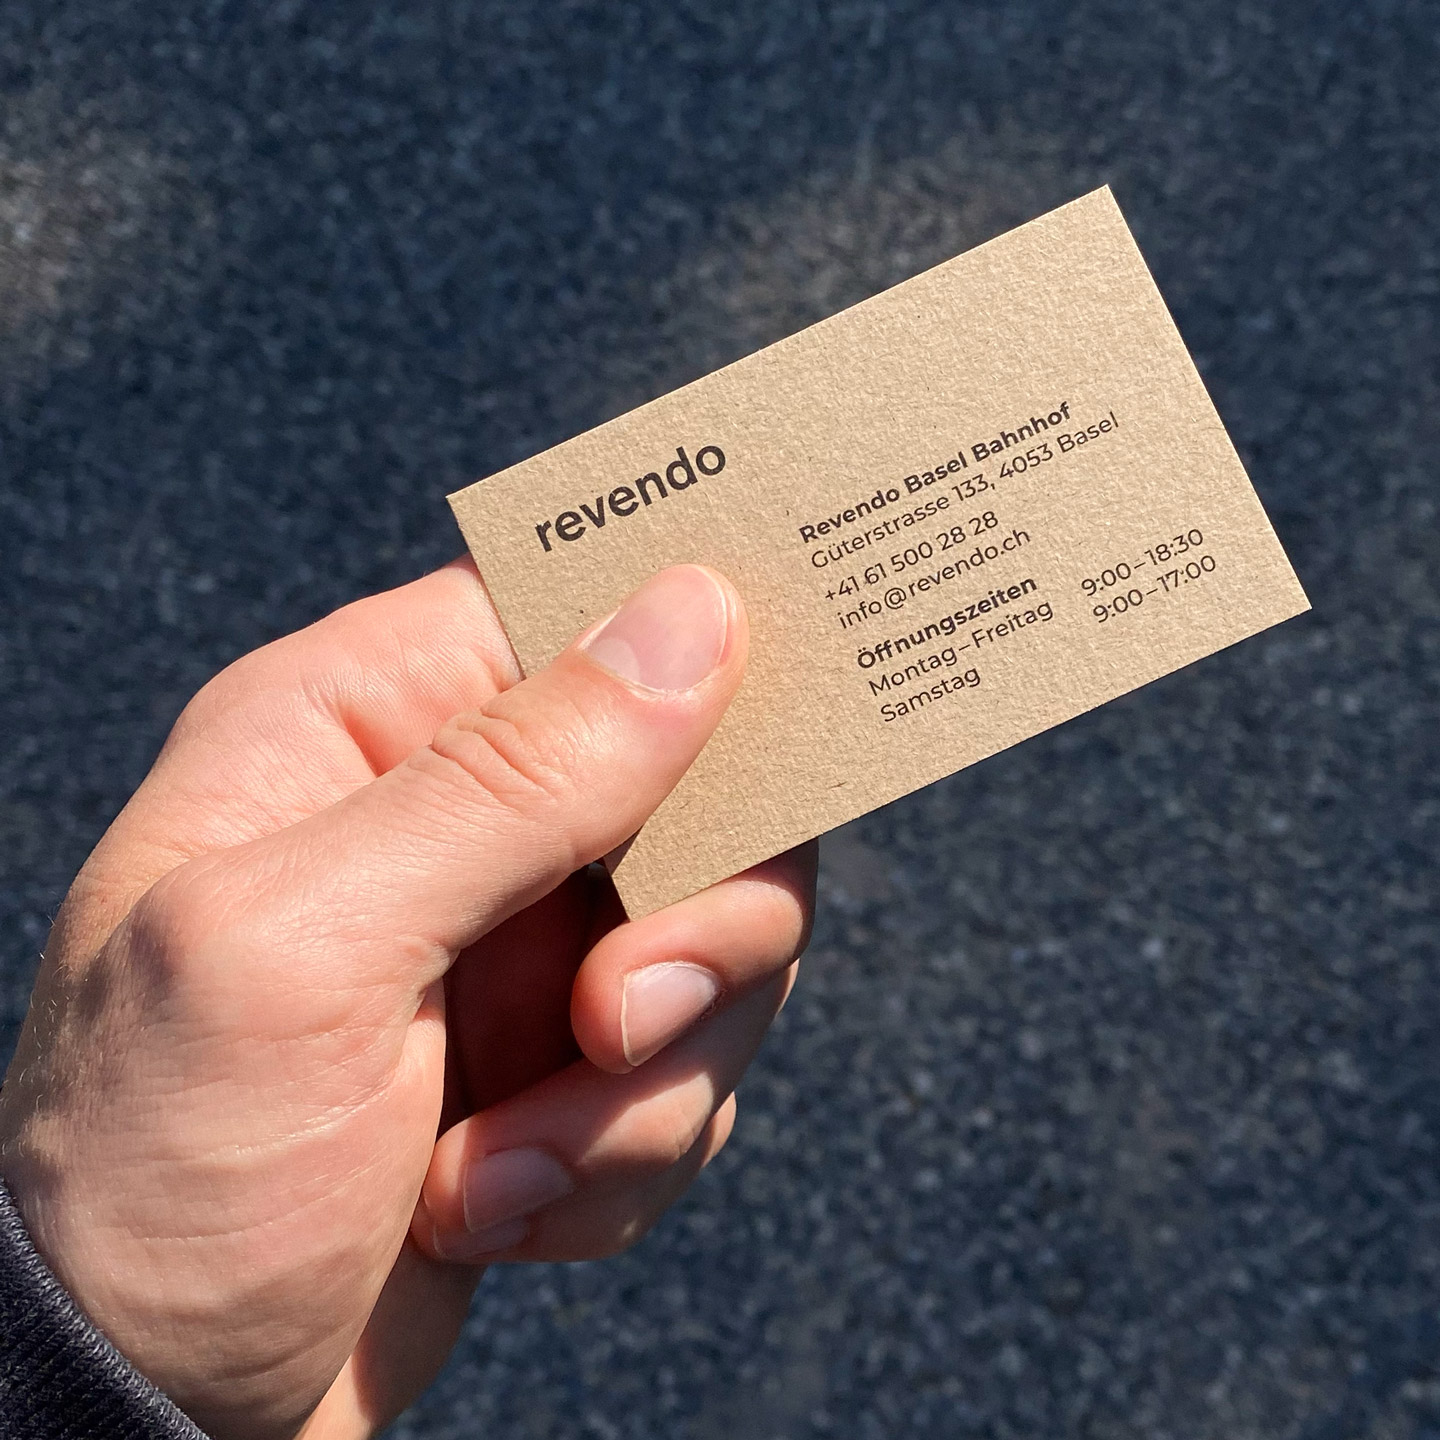 revendo
Revendo Basel Bahnhof
Güterstrasse 133, 4053 Basel
+41 61 500 28 28
info@revendo.ch
Öffnungszeiten
Montag – Freitag 9:00 – 18:30
Samstag 9:00 – 17:00